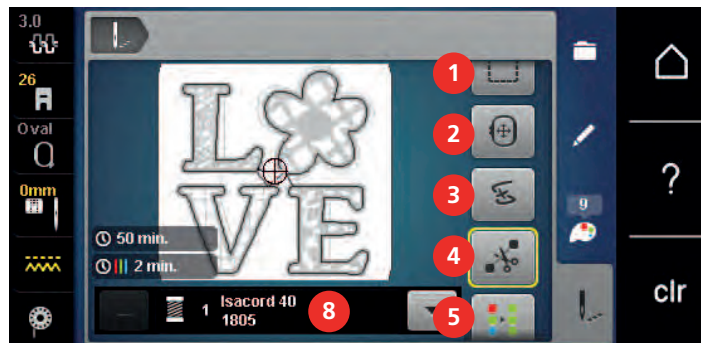 3.0
26
Oval
0mm
LOVE
50 min.
2 min.
1 Isacord 40
1805
1
2
3
4
5
8
9
?
clr